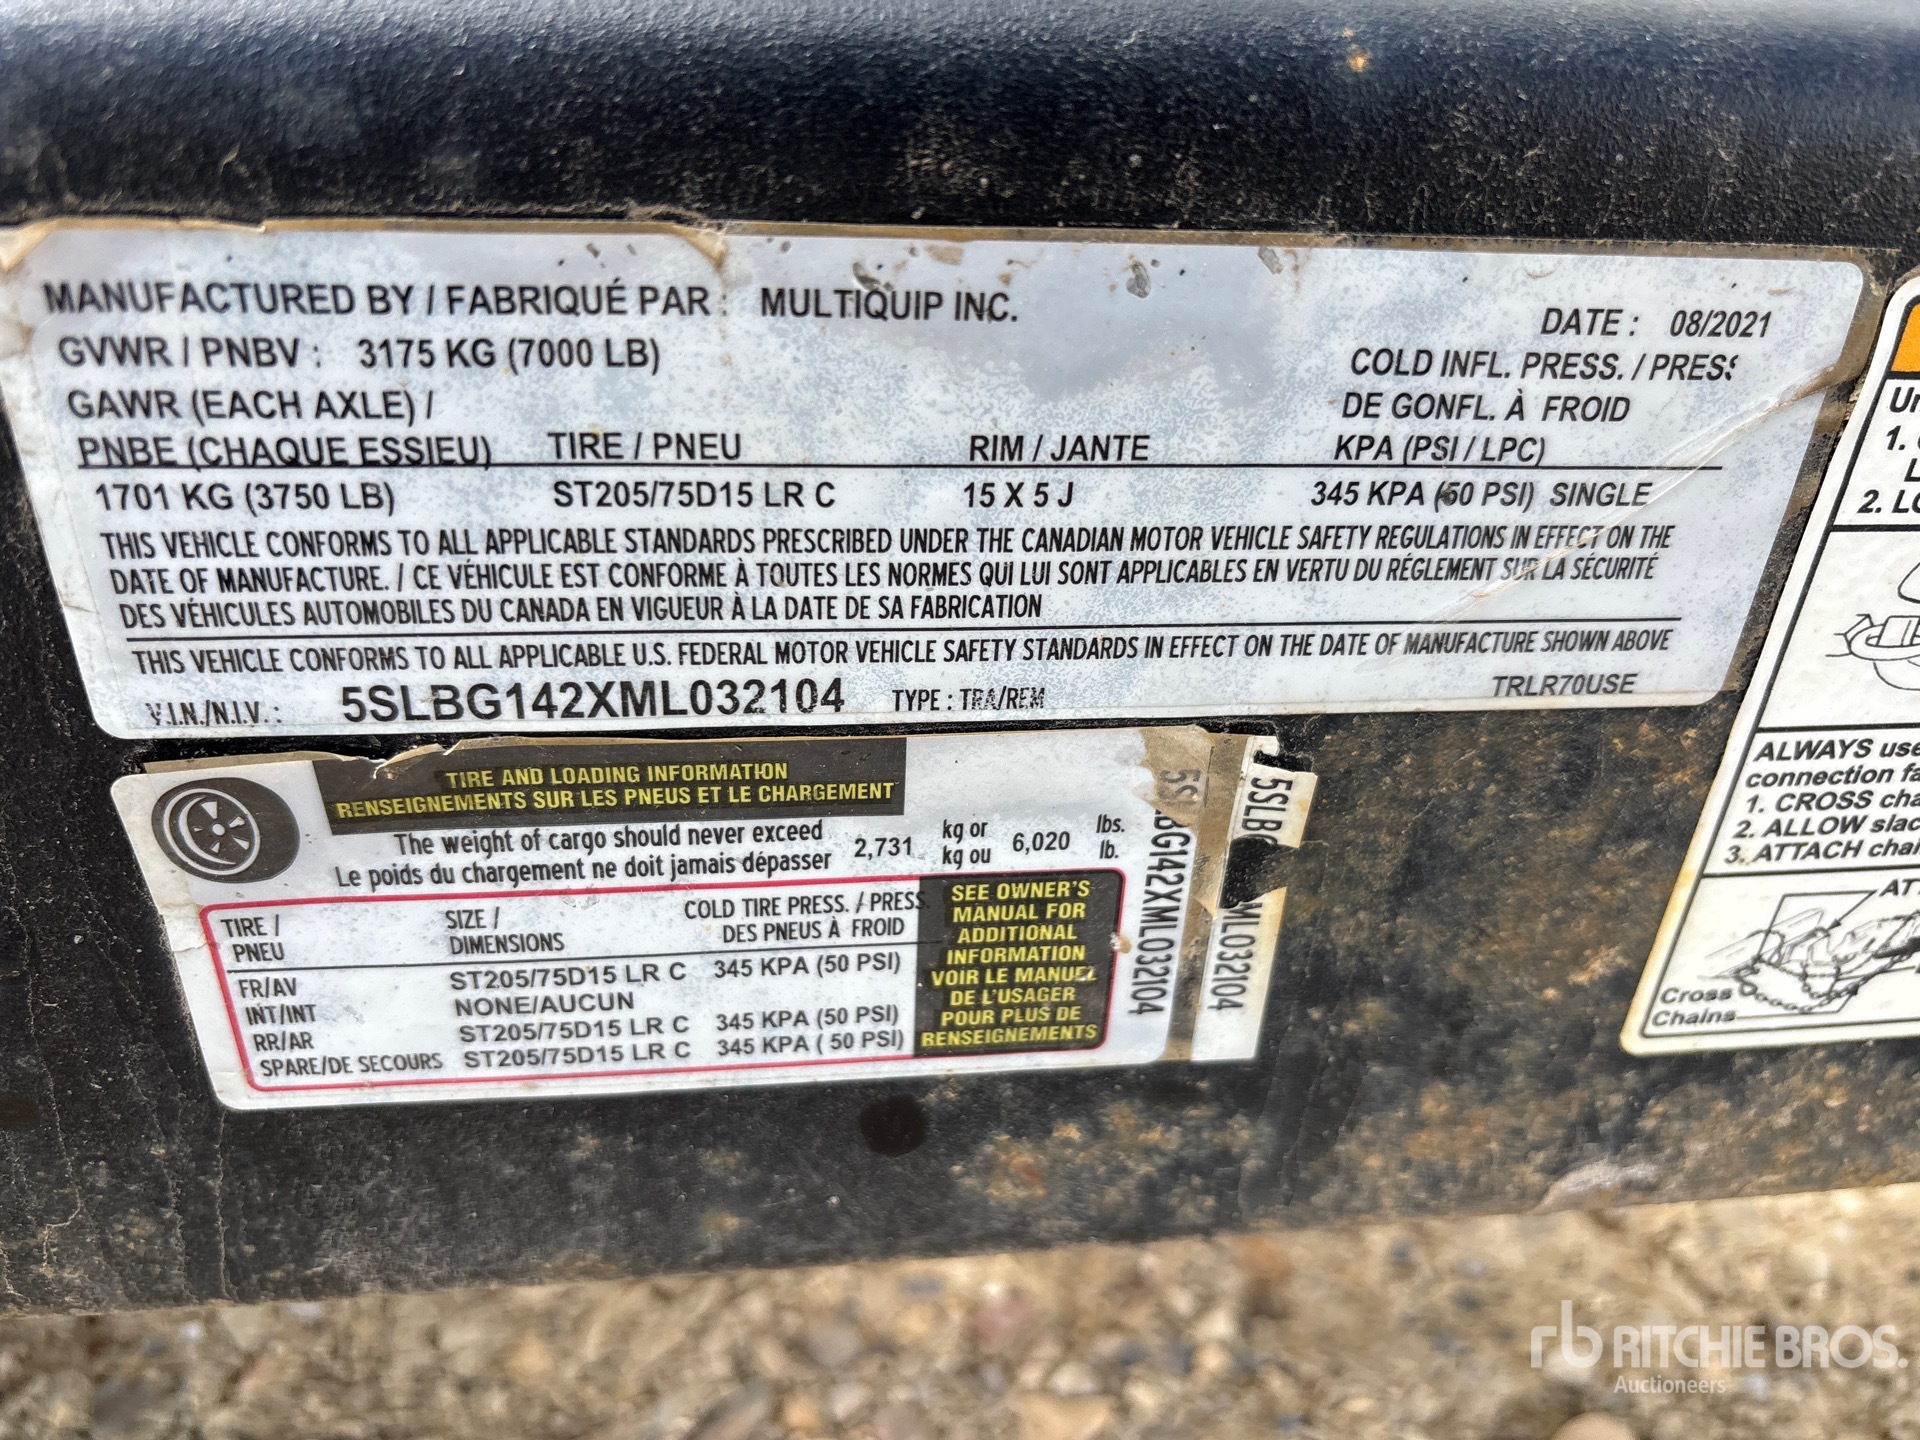 MANUFACTURED BY / FABRIQUÉ PAR : MULTIQUIP INC.
DATE : 08/2021
GVWR / PNBV : 3175 KG (7000 LB)
COLD INFL. PRESS. / PRESS
GAWR (EACH AXLE) /
DE GONFL. À FROID
PNBE (CHAQUE ESSIEU) TIRE / PNEU RIM / JANTE KPA (PSI / LPC)
1701 KG (3750 LB) ST205/75D15 LR C 15 X 5 J 345 KPA (50 PSI) SINGLE
THIS VEHICLE CONFORMS TO ALL APPLICABLE STANDARDS PRESCRIBED UNDER THE CANADIAN MOTOR VEHICLE SAFETY REGULATIONS IN EFFECT ON THE
DATE OF MANUFACTURE. / CE VÉHICULE EST CONFORME À TOUTES LES NORMES QUI LUI SONT APPLICABLES EN VERTU DU RÉGLEMENT SUR LA SÉCURITÉ
DES VÉHICULES AUTOMOBILES DU CANADA EN VIGUEUR À LA DATE DE SA FABRICATION
THIS VEHICLE CONFORMS TO ALL APPLICABLE U.S. FEDERAL MOTOR VEHICLE SAFETY STANDARDS IN EFFECT ON THE DATE OF MANUFACTURE SHOWN ABOVE
V.I.N./N.I.V. : 5SLBG142XML032104 TYPE : TRA/REM TRLR70USE
TIRE AND LOADING INFORMATION
RENSEIGNEMENTS SUR LES PNEUS ET LE CHARGEMENT
The weight of cargo should never exceed 2,731 kg or 6,020 lbs.
Le poids du chargement ne doit jamais dépasser kg ou lb.
TIRE / SIZE / COLD TIRE PRESS. / PRESS.
PNEU DIMENSIONS DES PNEUS À FROID
FR/AV ST205/75D15 LR C 345 KPA (50 PSI)
INT/INT NONE/AUCUN
RR/AR ST205/75D15 LR C 345 KPA (50 PSI)
SPARE/DE SECOURS ST205/75D15 LR C 345 KPA ( 50 PSI)
SEE OWNER'S
MANUAL FOR
ADDITIONAL
INFORMATION
VOIR LE MANUEL
DE L'USAGER
POUR PLUS DE
RENSEIGNEMENTS
5SLBG142XML032104
5SLB ML032104
1.
2.
ALWAYS use
connection
1. CROSS
2. ALLOW
3. ATTACH
Cross
Chains
rb RITCHIE BROS.
Auctioneers